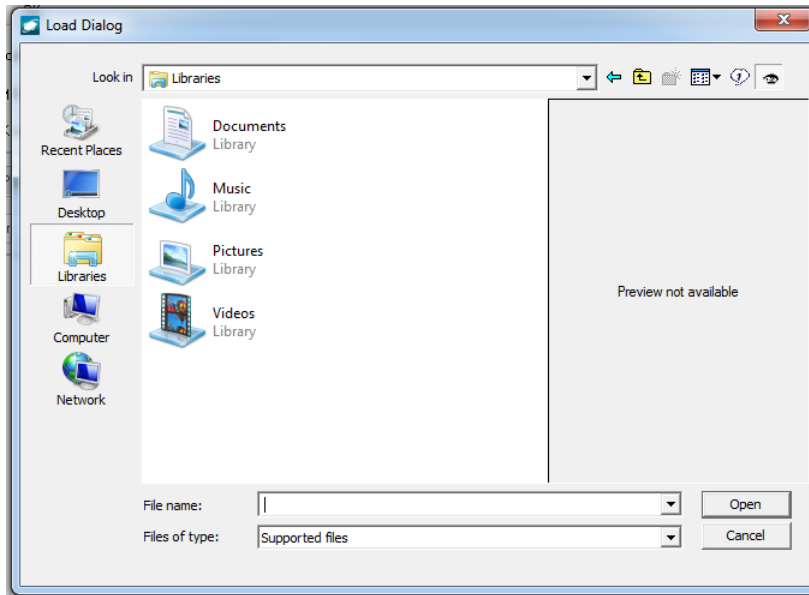 Load Dialog
Look in
Libraries
Recent Places
Desktop
Libraries
Computer
Network
Documents
Library
Music
Library
Pictures
Library
Videos
Library
Preview not available
File name:
Open
Files of type:
Supported files
Cancel